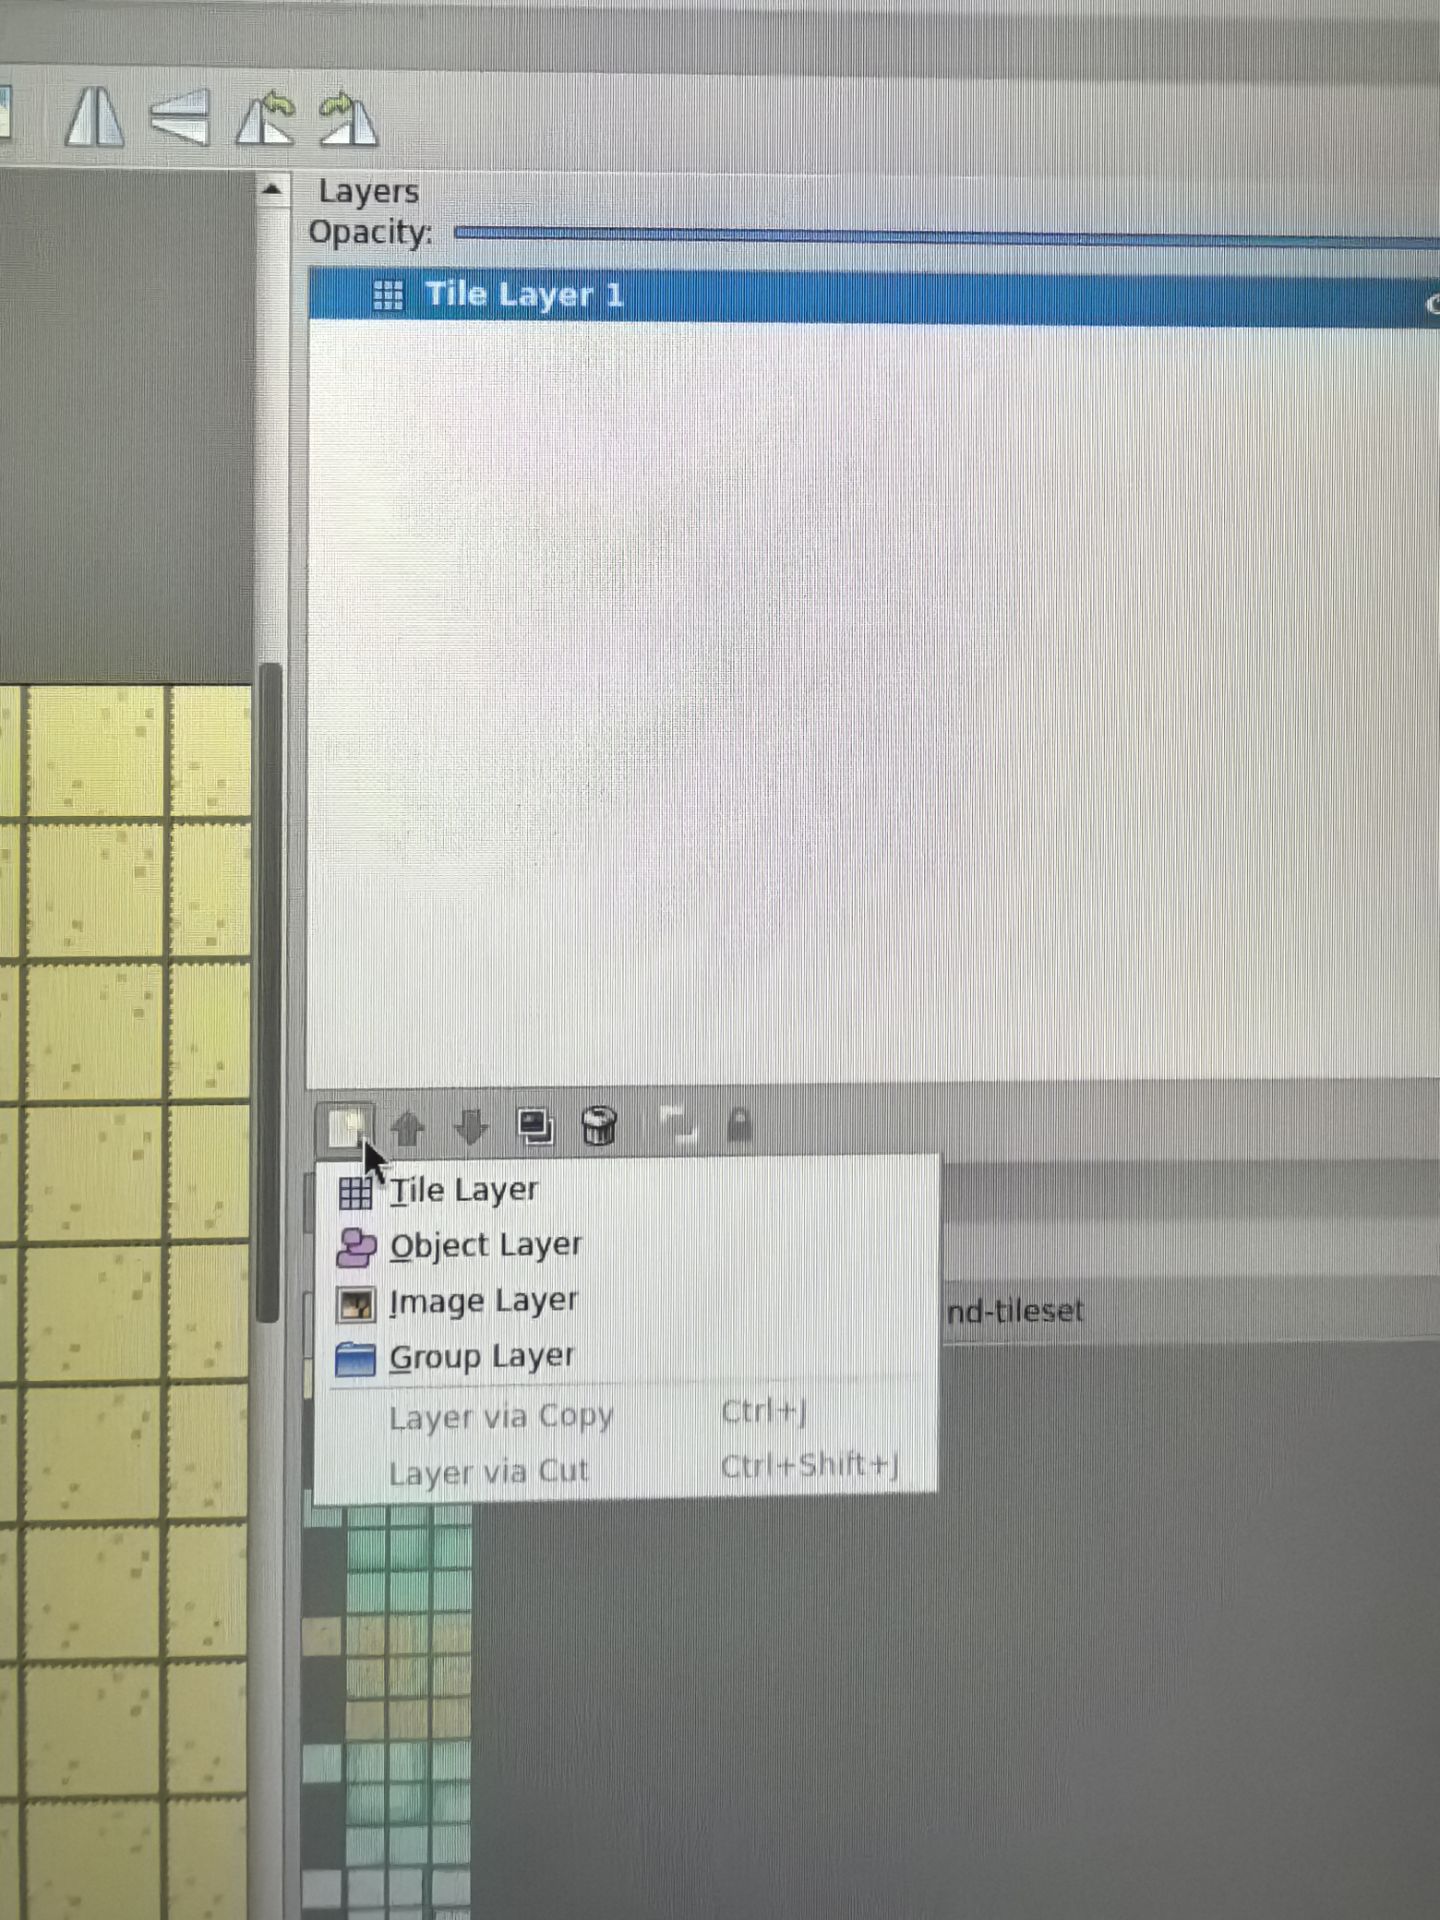 Layers
Opacity:
Tile Layer 1
Tile Layer
Object Layer
Image Layer
Group Layer
nd-tileset
Layer via Copy Ctrl+J
Layer via Cut Ctrl+Shift+J